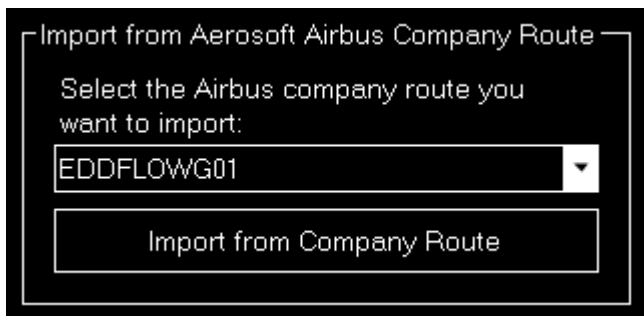 Import from Aerosoft Airbus Company Route
Select the Airbus company route you
want to import:
EDDFLOWG01
Import from Company Route